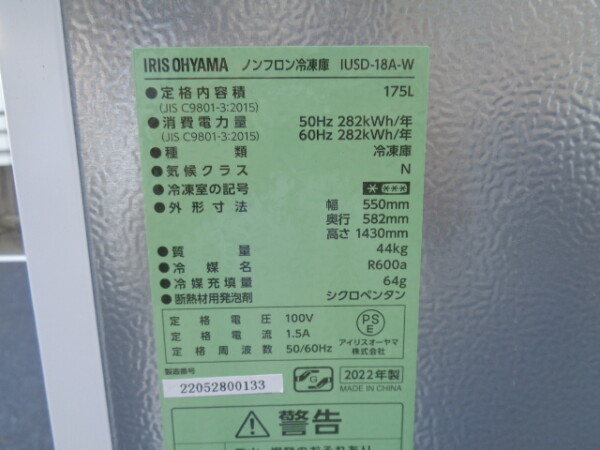 IRIS OHYAMA ノンフロン冷凍庫 IUSD-18A-W
●定格内容積 175L
(JIS C9801-3:2015)
●消費電力量 50Hz 282kWh/年
(JIS C9801-3:2015) 60Hz 282kWh/年
●種類 冷凍庫
●気候クラス N
●冷凍室の記号 * ***
●外形寸法 幅 550mm
奥行 582mm
高さ 1430mm
●質量 44kg
●冷媒名 R600a
●冷媒充填量 64g
●断熱材用発泡剤 シクロペンタン
定格電圧 100V
定格電流 1.5A
定格周波数 50/60Hz
PSE
アイリスオーヤマ
株式会社
製造番号
22052800133
2022年製
MADE IN CHINA
警告